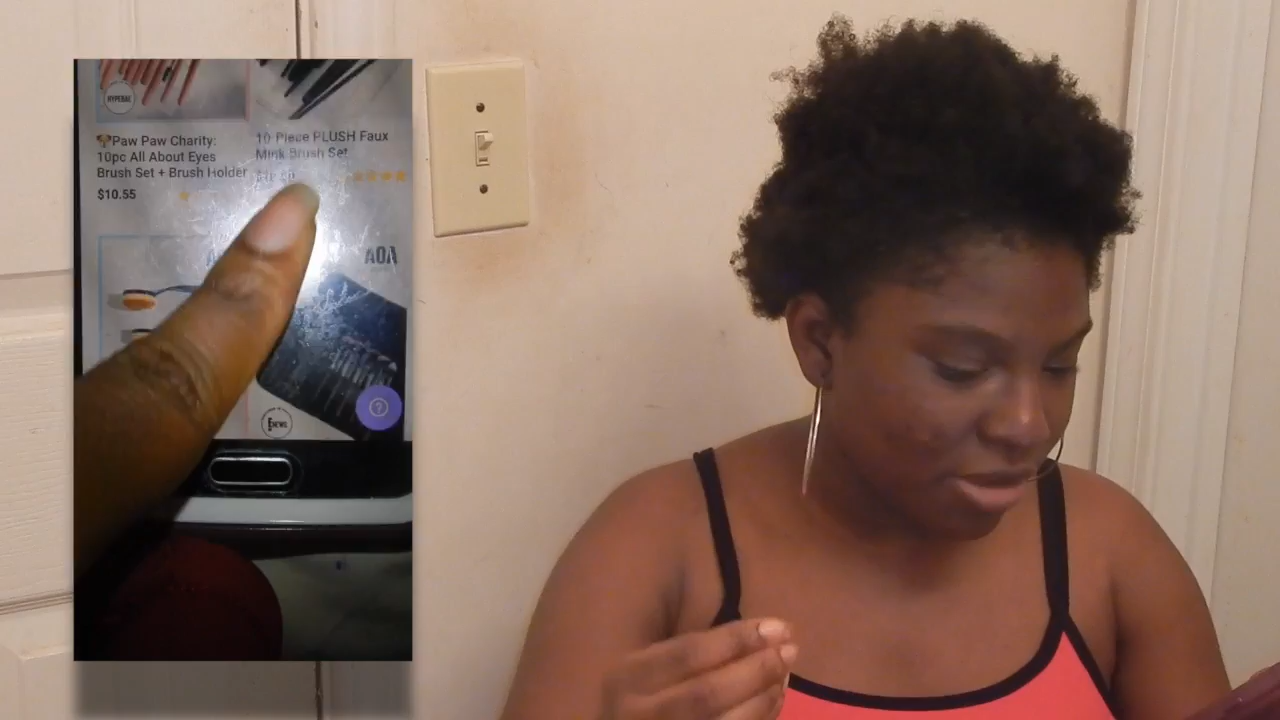 HYPERAE
🏆Paw Paw Charity:
10pc All About Eyes
Brush Set + Brush Holder
$10.55
10 Piece PLUSH Faux
Mink Brush Set
AOA
?